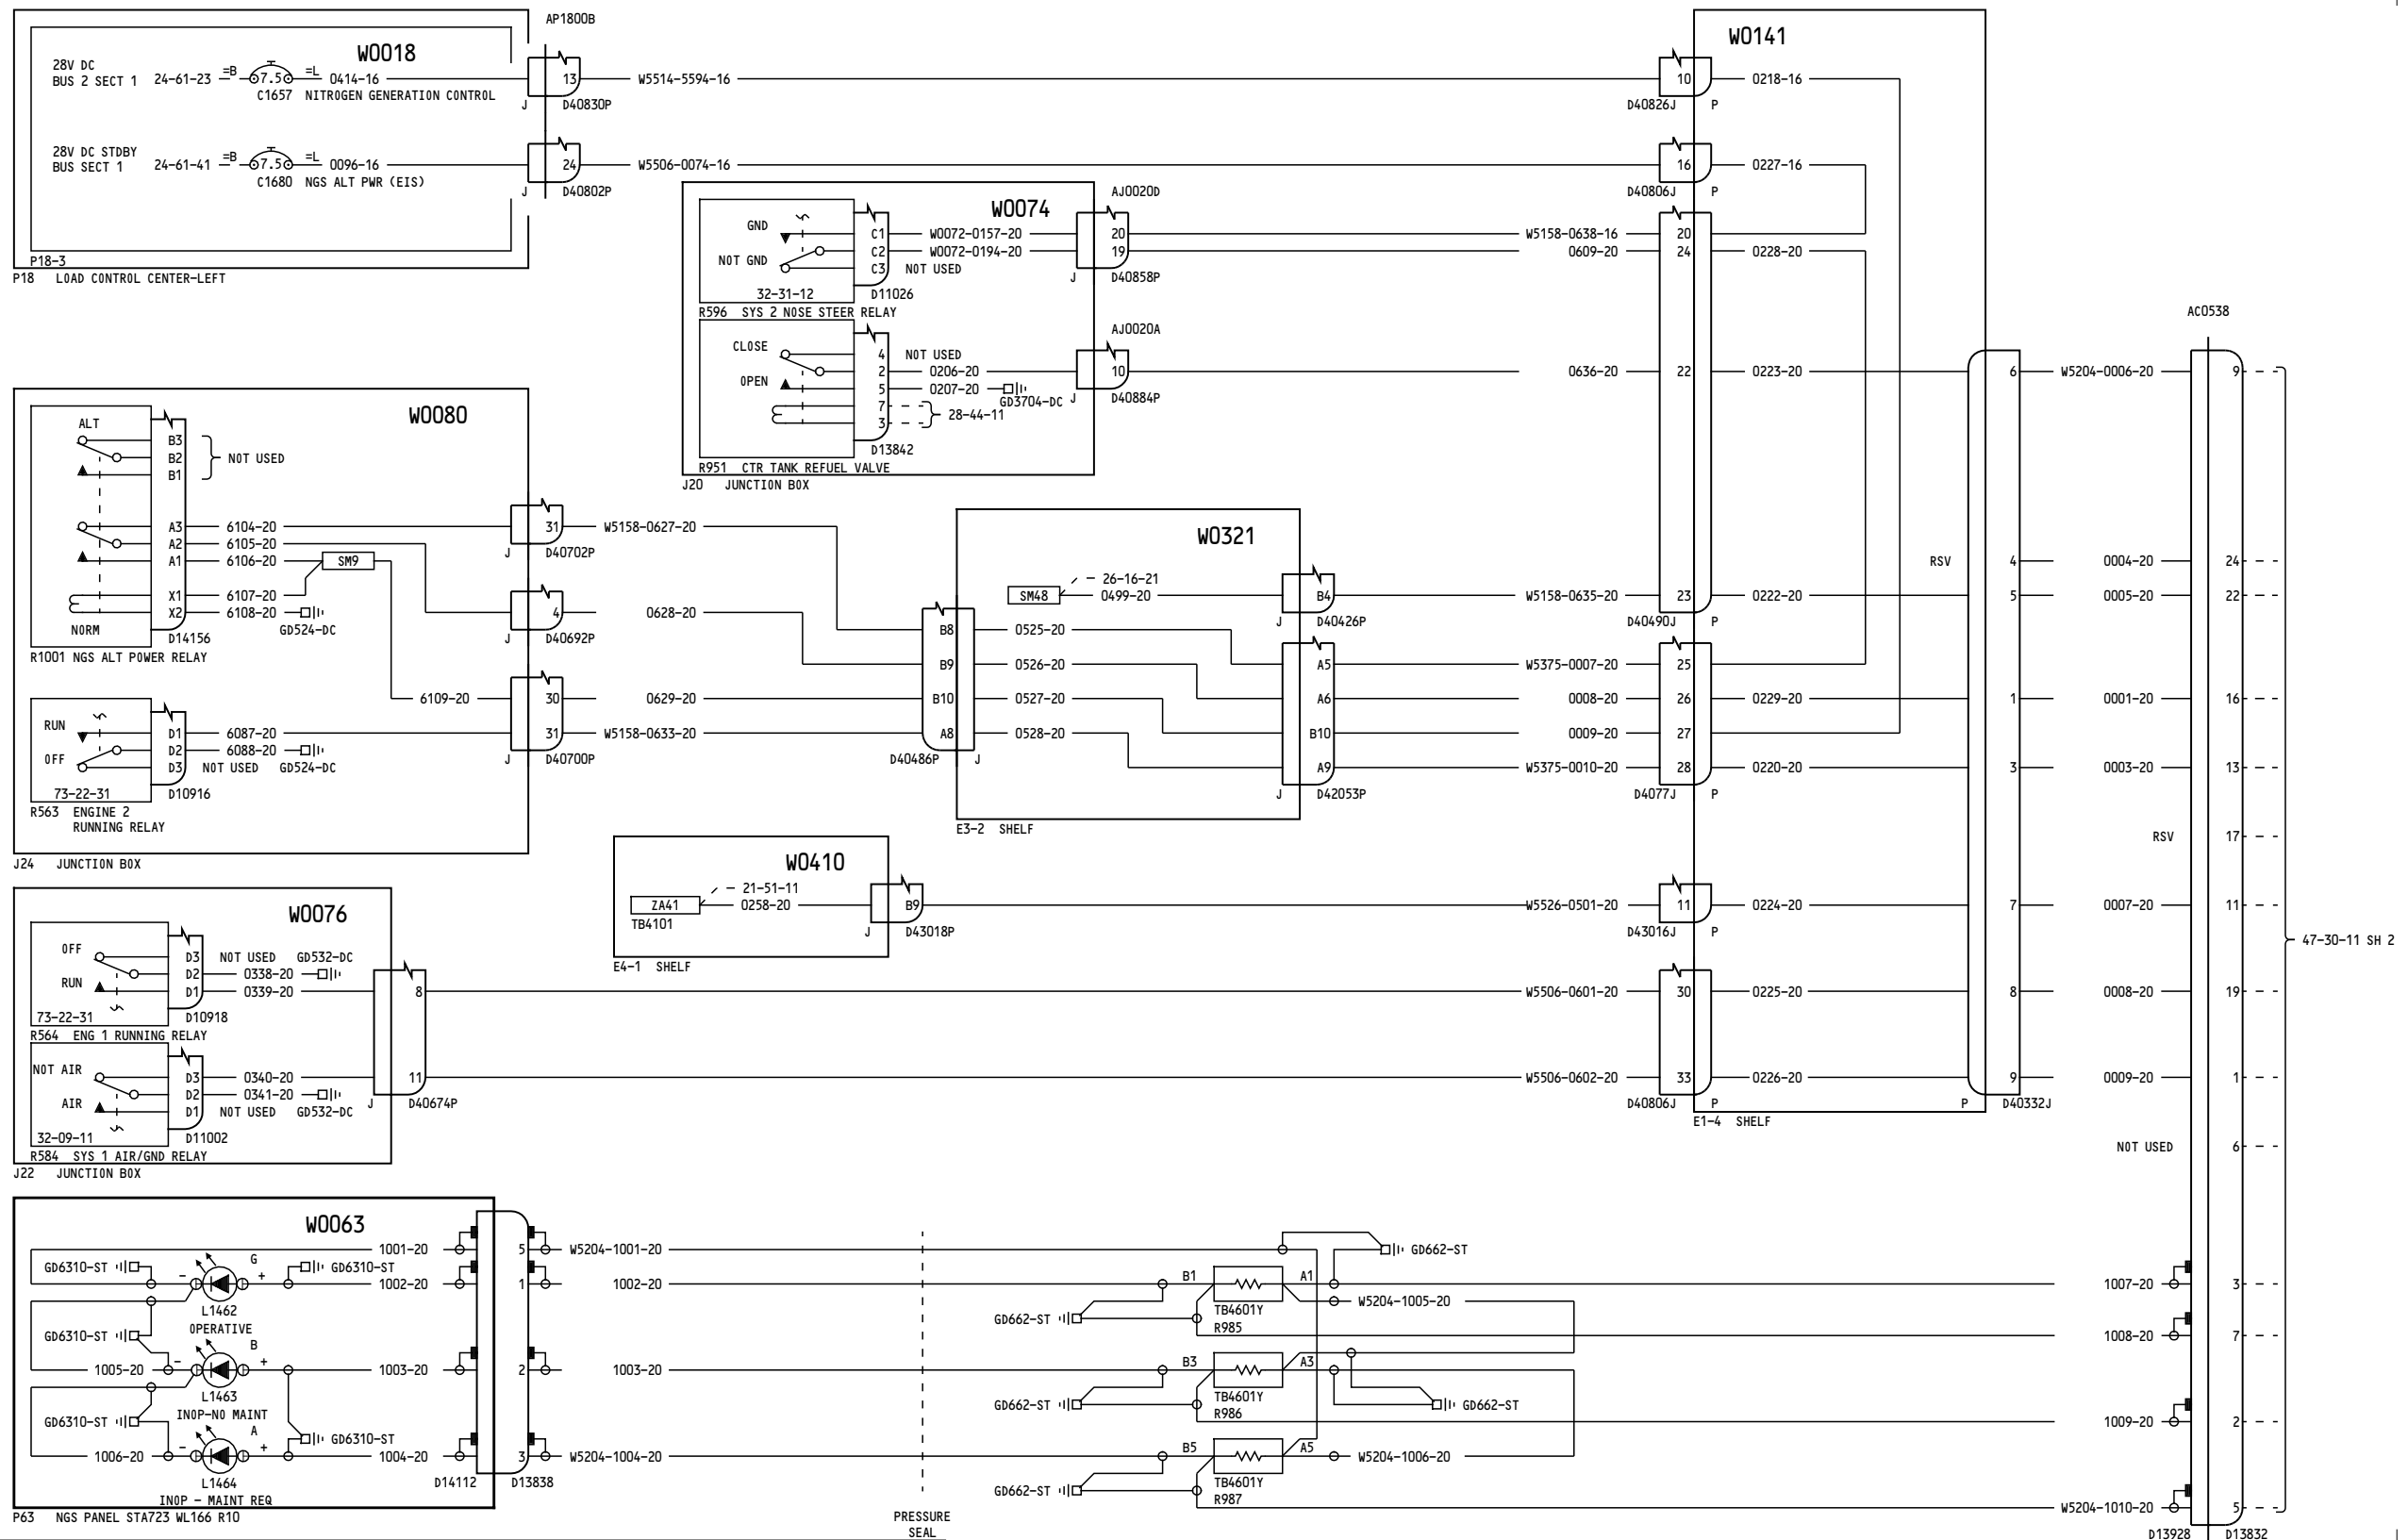 AP1800B
W0018
28V DC
BUS 2 SECT 1
24-61-23
=B
7.5
=L
0414-16
C1657 NITROGEN GENERATION CONTROL
13
J
D40830P
W5514-5594-16
28V DC STDBY
BUS SECT 1
24-61-41
=B
7.5
=L
0096-16
C1680 NGS ALT PWR (EIS)
24
J
D40802P
W5506-0074-16
P18-3
P18 LOAD CONTROL CENTER-LEFT
W0141
10
D40826J
P
0218-16
16
D40806J
P
0227-16
W0074
GND
NOT GND
32-31-12
C1
C2
C3
W0072-0157-20
W0072-0194-20
NOT USED
D11026
R596 SYS 2 NOSE STEER RELAY
AJ0020D
20
19
J
D40858P
W5158-0638-16
0609-20
20
24
0228-20
CLOSE
OPEN
4
2
5
7
3
NOT USED
0206-20
0207-20
GD3704-DC
28-44-11
D13842
R951 CTR TANK REFUEL VALVE
J20 JUNCTION BOX
AJ0020A
10
J
D40884P
0636-20
22
0223-20
6
W5204-0006-20
AC0538
9
W0080
ALT
B3
B2
B1
NOT USED
A3
A2
A1
X1
X2
6104-20
6105-20
6106-20
6107-20
6108-20
SM9
GD524-DC
NORM
D14156
R1001 NGS ALT POWER RELAY
31
J
D40702P
W5158-0627-20
4
J
D40692P
0628-20
6109-20
30
31
J
D40700P
0629-20
W5158-0633-20
RUN
OFF
D1
D2
D3
6087-20
6088-20
NOT USED
GD524-DC
73-22-31
D10916
R563 ENGINE 2
RUNNING RELAY
J24 JUNCTION BOX
W0321
SM48
26-16-21
0499-20
B4
J
D40426P
W5158-0635-20
23
D40490J
P
0222-20
B8
B9
B10
A8
D40486P
J
0525-20
0526-20
0527-20
0528-20
A5
A6
B10
A9
J
D42053P
E3-2 SHELF
W5375-0007-20
0008-20
0009-20
W5375-0010-20
25
26
27
28
D4077J
P
0229-20
0220-20
RSV
4
5
1
3
0004-20
0005-20
0001-20
0003-20
24
22
16
13
RSV
17
W0410
ZA41
TB4101
21-51-11
0258-20
B9
J
D43018P
E4-1 SHELF
W5526-0501-20
11
D43016J
P
0224-20
7
0007-20
11
47-30-11 SH 2
W0076
OFF
RUN
D3
D2
D1
NOT USED
0338-20
0339-20
GD532-DC
73-22-31
D10918
R564 ENG 1 RUNNING RELAY
8
W5506-0601-20
30
0225-20
8
0008-20
19
NOT AIR
AIR
D3
D2
D1
0340-20
0341-20
NOT USED
GD532-DC
32-09-11
D11002
R584 SYS 1 AIR/GND RELAY
J22 JUNCTION BOX
11
J
D40674P
W5506-0602-20
33
D40806J
P
0226-20
9
P
D40332J
E1-4 SHELF
0009-20
1
NOT USED
6
W0063
GD6310-ST
G
-
+
GD6310-ST
L1462
OPERATIVE
GD6310-ST
B
1005-20
-
+
L1463
INOP-NO MAINT
GD6310-ST
A
1006-20
-
+
GD6310-ST
L1464
INOP - MAINT REQ
1001-20
1002-20
1003-20
1004-20
5
1
2
3
D14112
D13838
P63 NGS PANEL STA723 WL166 R10
W5204-1001-20
1002-20
1003-20
W5204-1004-20
PRESSURE
SEAL
GD662-ST
B1
A1
TB4601Y
R985
GD662-ST
W5204-1005-20
B3
A3
TB4601Y
R986
GD662-ST
GD662-ST
B5
A5
TB4601Y
R987
GD662-ST
W5204-1006-20
1007-20
1008-20
1009-20
W5204-1010-20
3
7
2
5
D13928
D13832